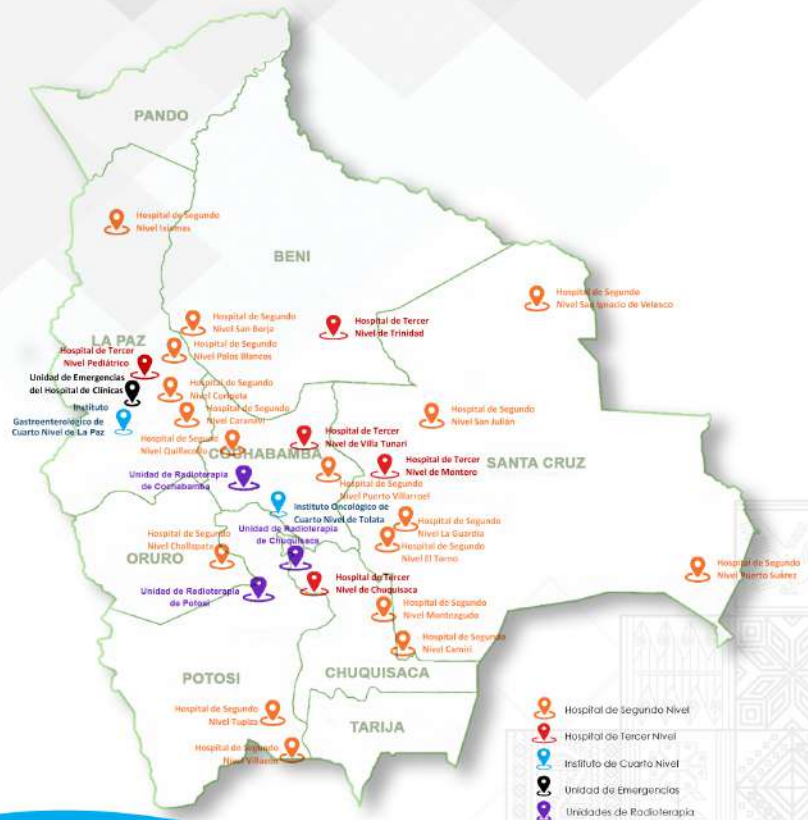 PANDO
Hospital de Segundo
Nivel Ixiamas
BENI
Hospital de Segundo
Nivel San Ignacio de Velasco
Hospital de Segundo
Nivel San Borja
Hospital de Tercer
Nivel de Trinidad
LA PAZ
Hospital de Segundo
Nivel Palos Blancos
Hospital de Tercer
Nivel Pediátrico
Unidad de Emergencias
del Hospital de Clínicas
Hospital de Segundo
Nivel Coripata
Instituto
Gastroenterológico de
Cuarto Nivel de La Paz
Hospital de Segundo
Nivel Caranavi
Hospital de Segundo
Nivel San Julián
Hospital de Segundo
Nivel Quillacollo
Hospital de Tercer
Nivel de Villa Tunari
COCHABAMBA
Hospital de Tercer
Nivel de Montero
SANTA CRUZ
Unidad de Radioterapia
de Cochabamba
Hospital de Segundo
Nivel Puerto Villarroel
Instituto Oncológico de
Cuarto Nivel de Tolata
Hospital de Segundo
Nivel La Guardia
Unidad de Radioterapia
de Chuquisaca
Hospital de Segundo
Nivel Challapata
Hospital de Segundo
Nivel El Torno
ORURO
Hospital de Segundo
Nivel Puerto Suárez
Unidad de Radioterapia
de Potosí
Hospital de Tercer
Nivel de Chuquisaca
Hospital de Segundo
Nivel Monteagudo
Hospital de Segundo
Nivel Camiri
POTOSI
CHUQUISACA
Hospital de Segundo
Nivel Tupiza
TARIJA
Hospital de Segundo
Nivel Villazón
Hospital de Segundo Nivel
Hospital de Tercer Nivel
Instituto de Cuarto Nivel
Unidad de Emergencias
Unidades de Radioterapia